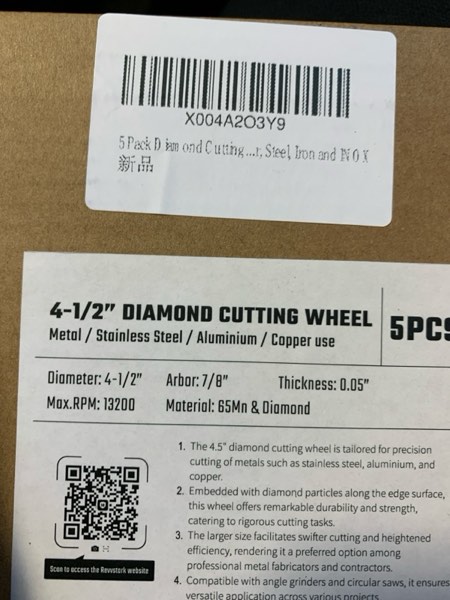 X004A2O3Y9
5 Pack Diamond Cutting...r, Steel, Iron and INOX
新品
4-1/2” DIAMOND CUTTING WHEEL
Metal / Stainless Steel / Aluminium / Copper use
5PCS
Diameter: 4-1/2” Arbor: 7/8” Thickness: 0.05”
Max.RPM: 13200 Material: 65Mn & Diamond
1. The 4.5” diamond cutting wheel is tailored for precision
cutting of metals such as stainless steel, aluminum, and
copper.
2. Embedded with diamond particles along the edge surface,
this wheel offers remarkable durability and strength,
catering to rigorous cutting tasks.
3. The larger size facilitates swifter cutting and heightened
efficiency, rendering it a preferred option among
professional metal fabricators and contractors.
4. Compatible with angle grinders and circular saws, it ensures
versatile application across various projects.
Scan to access the Revvstark website